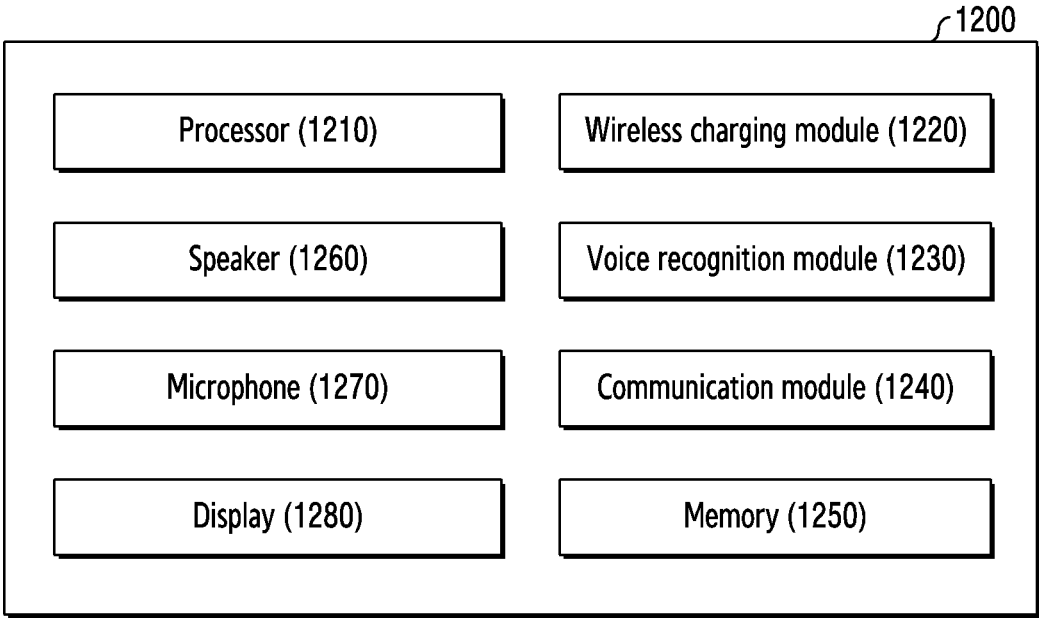 1200
Processor (1210)
Wireless charging module (1220)
Speaker (1260)
Voice recognition module (1230)
Microphone (1270)
Communication module (1240)
Display (1280)
Memory (1250)